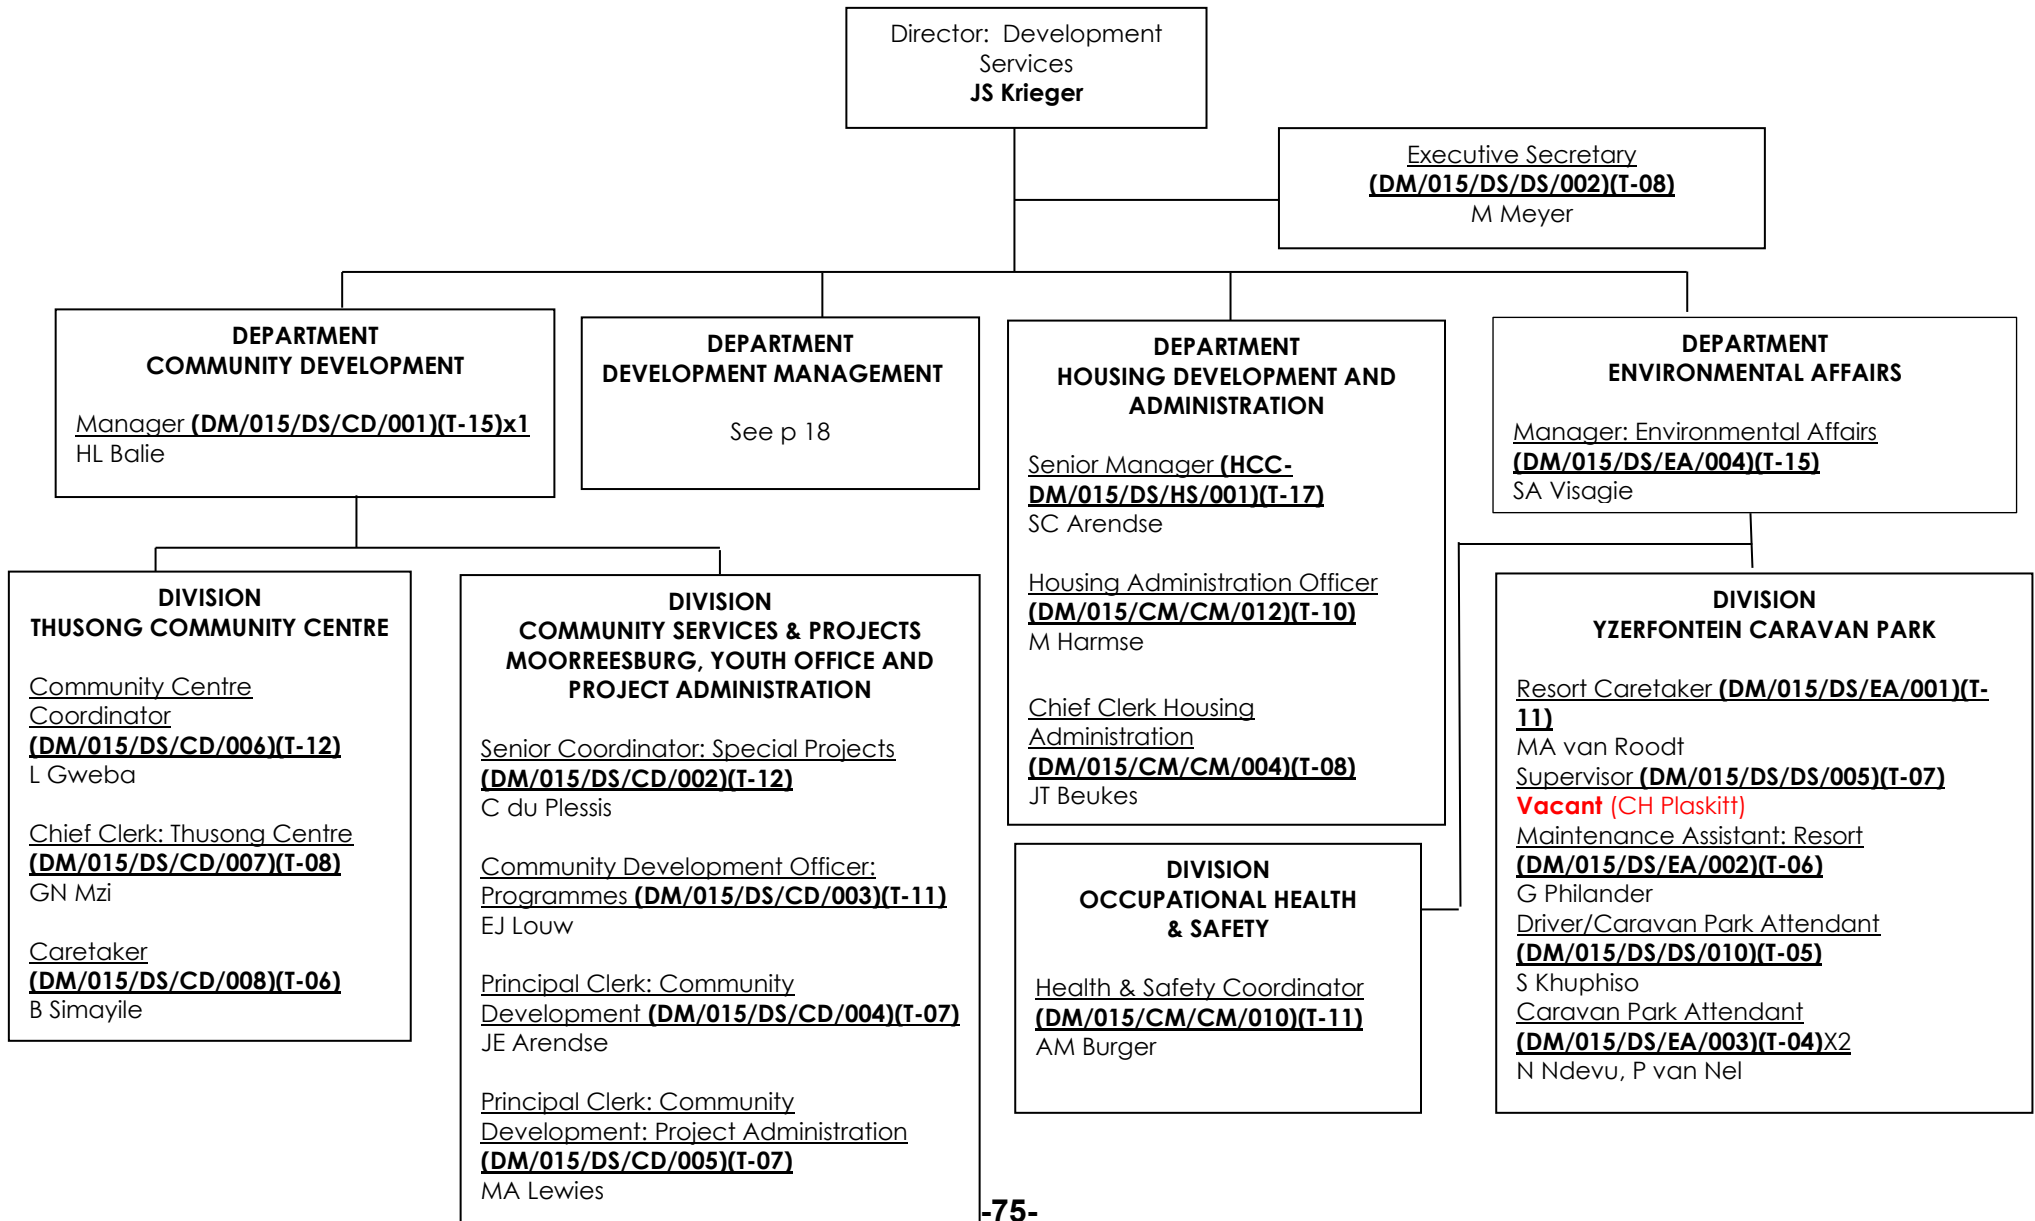 Director:  Development
Services
JS Krieger
Executive Secretary
(DM/015/DS/DS/002)(T-08)
M Meyer
DEPARTMENT
COMMUNITY DEVELOPMENT
Manager (DM/015/DS/CD/001)(T-15)x1
HL Balie
DEPARTMENT
DEVELOPMENT MANAGEMENT
See p 18
DEPARTMENT
HOUSING DEVELOPMENT AND
ADMINISTRATION
Senior Manager (HCC-
DM/015/DS/HS/001)(T-17)
SC Arendse
Housing Administration Officer
(DM/015/CM/CM/012)(T-10)
M Harmse
Chief Clerk Housing
Administration
(DM/015/CM/CM/004)(T-08)
JT Beukes
DEPARTMENT
ENVIRONMENTAL AFFAIRS
Manager: Environmental Affairs
(DM/015/DS/EA/004)(T-15)
SA Visagie
DIVISION
THUSONG COMMUNITY CENTRE
Community Centre
Coordinator
(DM/015/DS/CD/006)(T-12)
L Gweba
Chief Clerk: Thusong Centre
(DM/015/DS/CD/007)(T-08)
GN Mzi
Caretaker
(DM/015/DS/CD/008)(T-06)
B Simayile
DIVISION
COMMUNITY SERVICES & PROJECTS
MOORREESBURG, YOUTH OFFICE AND
PROJECT ADMINISTRATION
Senior Coordinator: Special Projects
(DM/015/DS/CD/002)(T-12)
C du Plessis
Community Development Officer:
Programmes (DM/015/DS/CD/003)(T-11)
EJ Louw
Principal Clerk: Community
Development (DM/015/DS/CD/004)(T-07)
JE Arendse
Principal Clerk: Community
Development: Project Administration
(DM/015/DS/CD/005)(T-07)
MA Lewies
DIVISION
OCCUPATIONAL HEALTH
& SAFETY
Health & Safety Coordinator
(DM/015/CM/CM/010)(T-11)
AM Burger
DIVISION
YZERFONTEIN CARAVAN PARK
Resort Caretaker (DM/015/DS/EA/001)(T-
11)
MA van Roodt
Supervisor (DM/015/DS/DS/005)(T-07)
Vacant (CH Plaskitt)
Maintenance Assistant: Resort
(DM/015/DS/EA/002)(T-06)
G Philander
Driver/Caravan Park Attendant
(DM/015/DS/DS/010)(T-05)
S Khuphiso
Caravan Park Attendant
(DM/015/DS/EA/003)(T-04)X2
N Ndevu, P van Nel
-75-